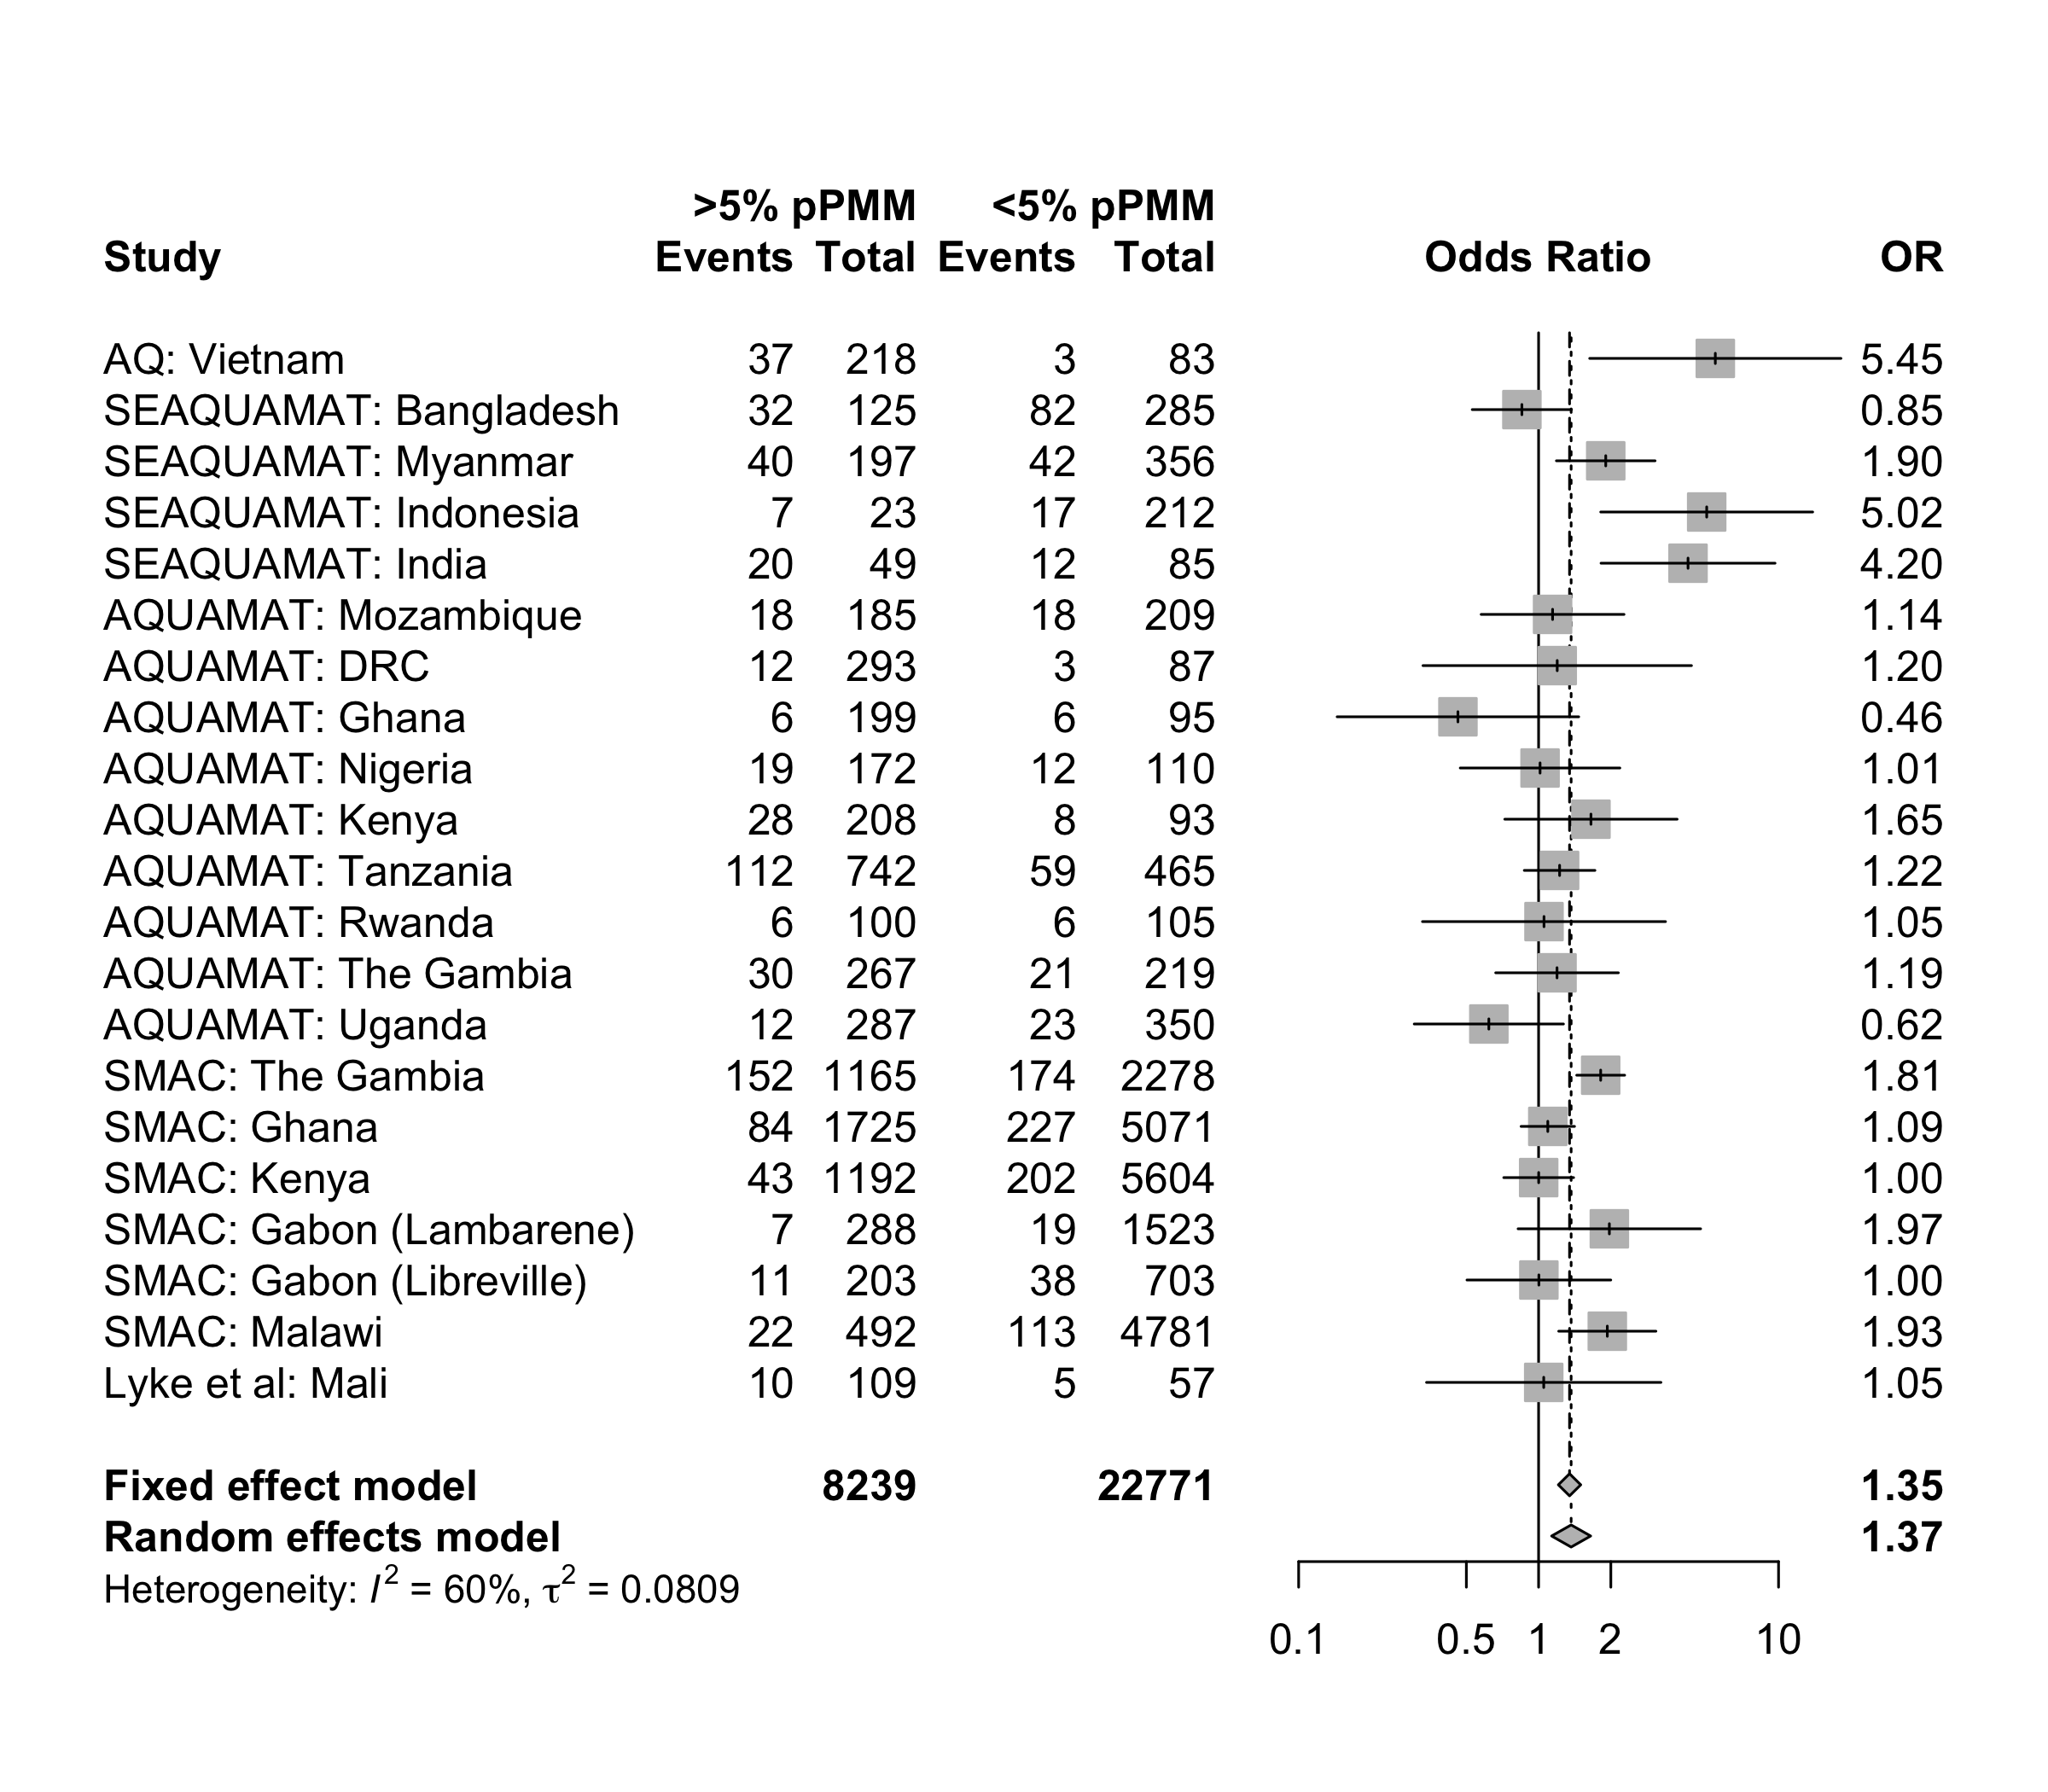 >5% pPMM <5% pPMM
Study Events Total Events Total Odds Ratio OR
AQ: Vietnam 37 218 3 83 5.45
SEAQUAMAT: Bangladesh 32 125 82 285 0.85
SEAQUAMAT: Myanmar 40 197 42 356 1.90
SEAQUAMAT: Indonesia 7 23 17 212 5.02
SEAQUAMAT: India 20 49 12 85 4.20
AQUAMAT: Mozambique 18 185 18 209 1.14
AQUAMAT: DRC 12 293 3 87 1.20
AQUAMAT: Ghana 6 199 6 95 0.46
AQUAMAT: Nigeria 19 172 12 110 1.01
AQUAMAT: Kenya 28 208 8 93 1.65
AQUAMAT: Tanzania 112 742 59 465 1.22
AQUAMAT: Rwanda 6 100 6 105 1.05
AQUAMAT: The Gambia 30 267 21 219 1.19
AQUAMAT: Uganda 12 287 23 350 0.62
SMAC: The Gambia 152 1165 174 2278 1.81
SMAC: Ghana 84 1725 227 5071 1.09
SMAC: Kenya 43 1192 202 5604 1.00
SMAC: Gabon (Lambarene) 7 288 19 1523 1.97
SMAC: Gabon (Libreville) 11 203 38 703 1.00
SMAC: Malawi 22 492 113 4781 1.93
Lyke et al: Mali 10 109 5 57 1.05
Fixed effect model 8239 22771 1.35
Random effects model 1.37
Heterogeneity: I² = 60%, τ² = 0.0809
0.1 0.5 1 2 10